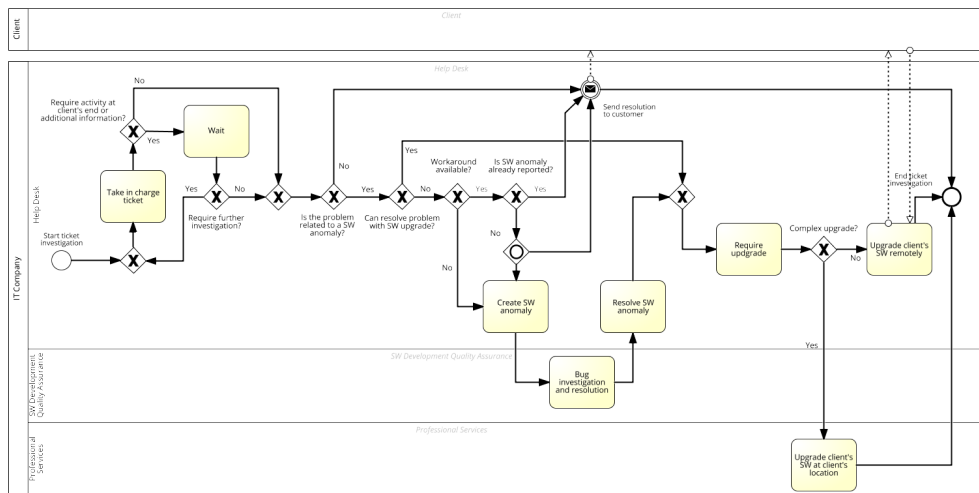 Client
Client
IT Company
Help Desk
Help Desk
Start ticket
investigation
Take in charge
ticket
Require activity at
client's end or
additional information?
No
Yes
Wait
Yes
No
Require further
investigation?
Is the problem
related to a SW
anomaly?
No
Yes
Can resolve problem
with SW upgrade?
Yes
No
Workaround
available?
Yes
No
Is SW anomaly
already reported?
Yes
No
Send resolution
to customer
Create SW
anomaly
Resolve SW
anomaly
Require
updgrade
Complex upgrade?
No
Yes
Upgrade client's
SW remotely
End ticket
investigation
SW Development
Quality Assurance
SW Development Quality Assurance
Bug
investigation
and resolution
Professional
Services
Professional Services
Upgrade client's
SW at client's
location